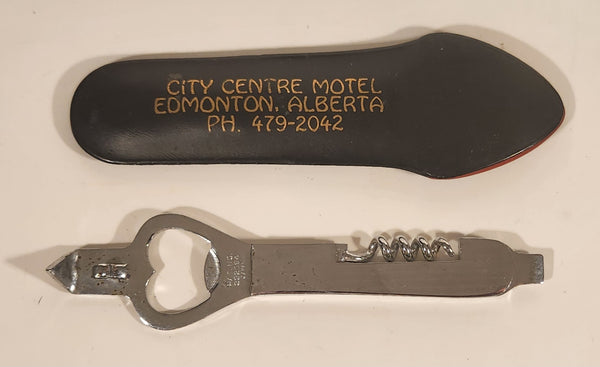 CITY CENTRE MOTEL
EDMONTON, ALBERTA
PH. 479-2042